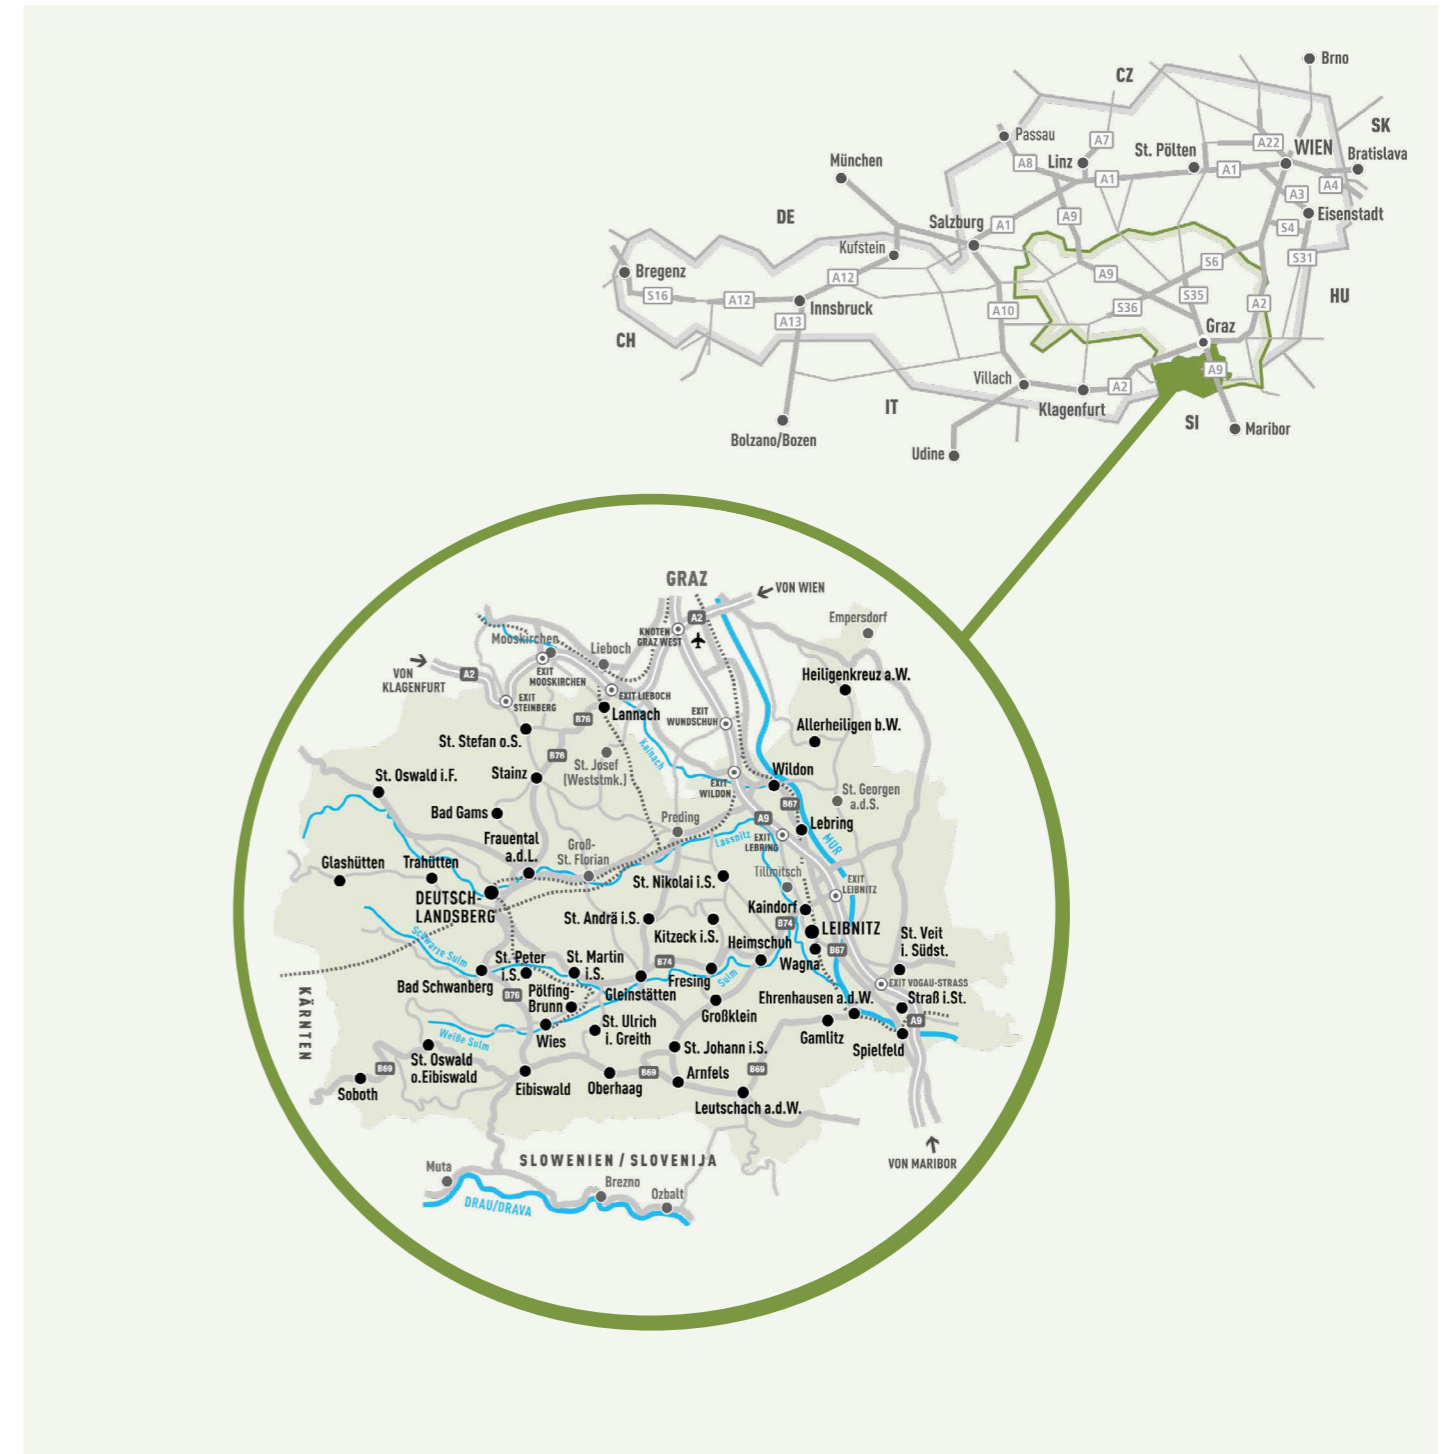 Brno
CZ
SK
Passau
A7
A22
WIEN
St. Pölten
Bratislava
München
A8
Linz
A1
A1
A4
A3
DE
Salzburg
A1
A9
Eisenstadt
S4
Kufstein
S6
S31
Bregenz
A9
A12
S16
A12
Innsbruck
A10
S36
S35
A2
HU
A13
Graz
CH
A9
Villach
A2
IT
Klagenfurt
SI
Maribor
Bolzano/Bozen
Udine
GRAZ
VON WIEN
A2
Empersdorf
KNOTEN
GRAZ WEST
Mooskirchen
Lieboch
VON
KLAGENFURT
A2
EXIT
MOOSKIRCHEN
Heiligenkreuz a.W.
EXIT
STEINBERG
EXIT LIEBOCH
Lannach
B76
EXIT
WUNDSCHUH
Allerheiligen b.W.
St. Stefan o.S.
B76
Kainach
St. Josef
(Weststmk.)
St. Oswald i.F.
Stainz
Wildon
EXIT
WILDON
St. Georgen
a.d.S.
B67
Bad Gams
Preding
A9
Lebring
Lassnitz
EXIT
LEBRING
MUR
Frauental
a.d.L.
Groß-
St. Florian
Glashütten
Trahütten
Tillmitsch
St. Nikolai i.S.
EXIT
LEIBNITZ
DEUTSCH-
LANDSBERG
Kaindorf
St. Andrä i.S.
B74
LEIBNITZ
Kitzeck i.S.
St. Veit
i. Südst.
Schwarze Sulm
Heimschuh
B67
St. Peter
i.S.
St. Martin
i.S.
B74
Wagna
Fresing
Sulm
Bad Schwanberg
EXIT VOGAU-STRASS
B76
Pölfing-
Brunn
Gleinstätten
Ehrenhausen a.d.W.
Straß i.St.
KÄRNTEN
Großklein
A9
St. Ulrich
i. Greith
Weiße Sulm
Wies
Gamlitz
Spielfeld
St. Johann i.S.
St. Oswald
o.Eibiswald
B69
B69
B69
Soboth
Eibiswald
Oberhaag
Arnfels
Leutschach a.d.W.
SLOWENIEN / SLOVENIJA
VON MARIBOR
Muta
Brezno
Ozbalt
DRAU/DRAVA